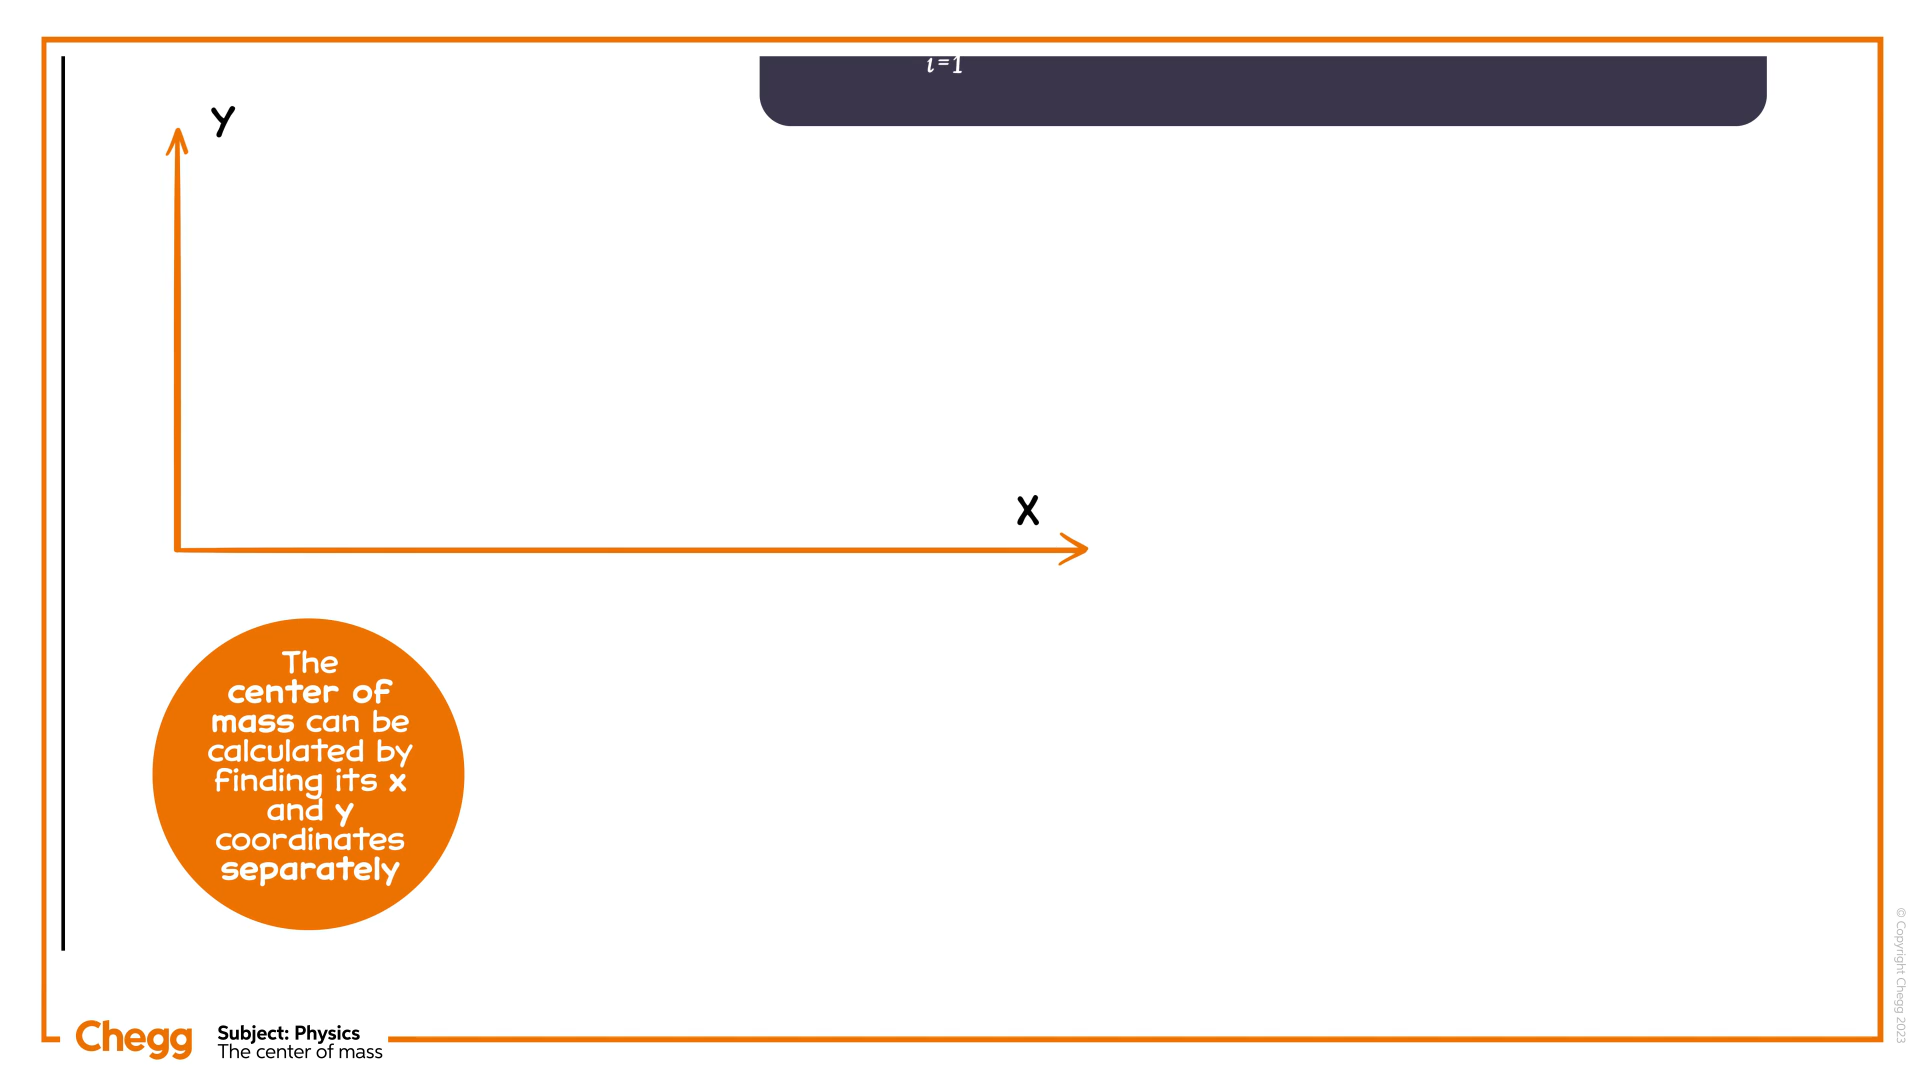 i=1
y
x
The
center of
mass can be
calculated by
finding its x
and y
coordinates
separately
Chegg
Subject: Physics
The center of mass
© Copyright Chegg 2023